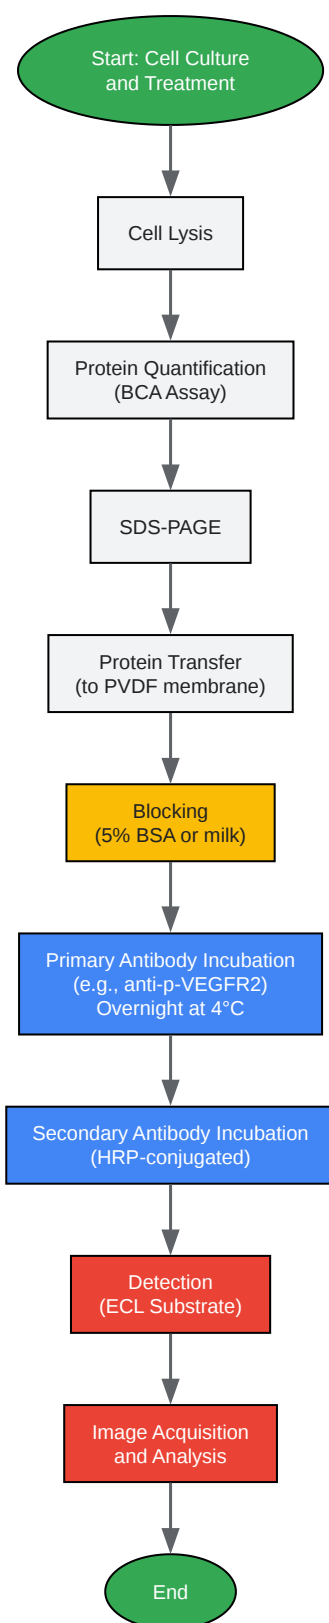 Start: Cell Culture
and Treatment
Cell Lysis
Protein Quantification
(BCA Assay)
SDS-PAGE
Protein Transfer
(to PVDF membrane)
Blocking
(5% BSA or milk)
Primary Antibody Incubation
(e.g., anti-p-VEGFR2)
Overnight at 4°C
Secondary Antibody Incubation
(HRP-conjugated)
Detection
(ECL Substrate)
Image Acquisition
and Analysis
End